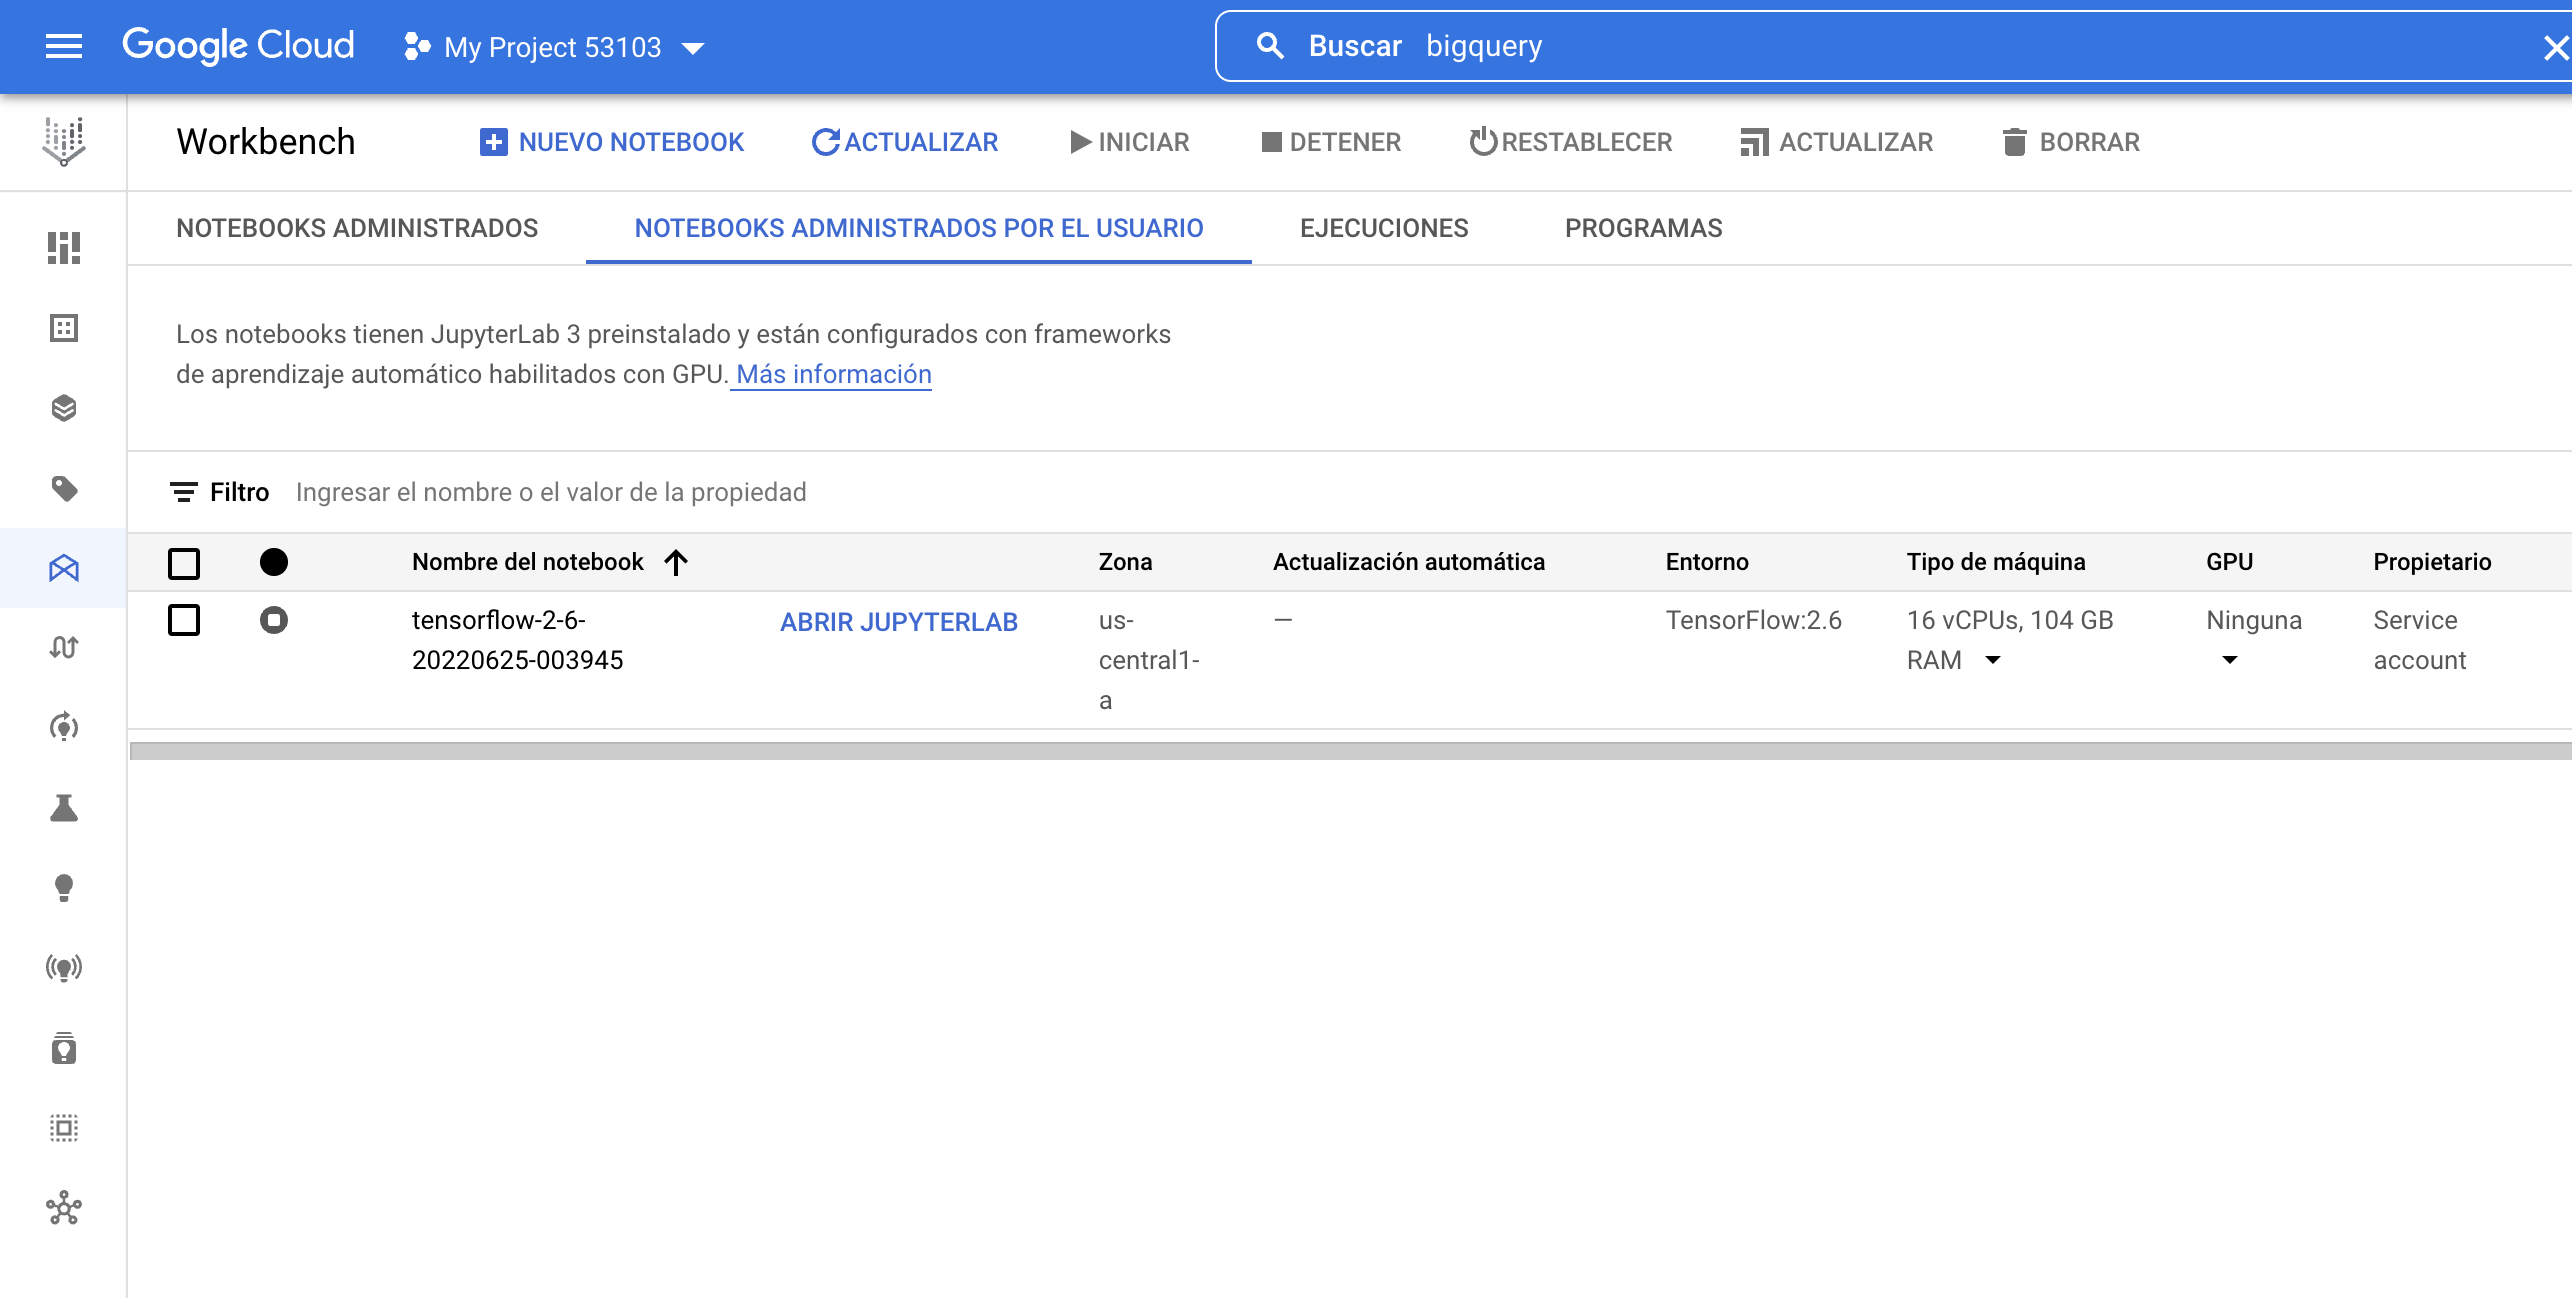 Google Cloud
My Project 53103
Buscar bigquery
Workbench
NUEVO NOTEBOOK
ACTUALIZAR
INICIAR
DETENER
RESTABLECER
ACTUALIZAR
BORRAR
NOTEBOOKS ADMINISTRADOS
NOTEBOOKS ADMINISTRADOS POR EL USUARIO
EJECUCIONES
PROGRAMAS
Los notebooks tienen JupyterLab 3 preinstalado y están configurados con frameworks
de aprendizaje automático habilitados con GPU. Más información
Filtro Ingresar el nombre o el valor de la propiedad
Nombre del notebook
Zona
Actualización automática
Entorno
Tipo de máquina
GPU
Propietario
tensorflow-2-6-
20220625-003945
ABRIR JUPYTERLAB
us-
central1-
a
—
TensorFlow:2.6
16 vCPUs, 104 GB
RAM
Ninguna
Service
account